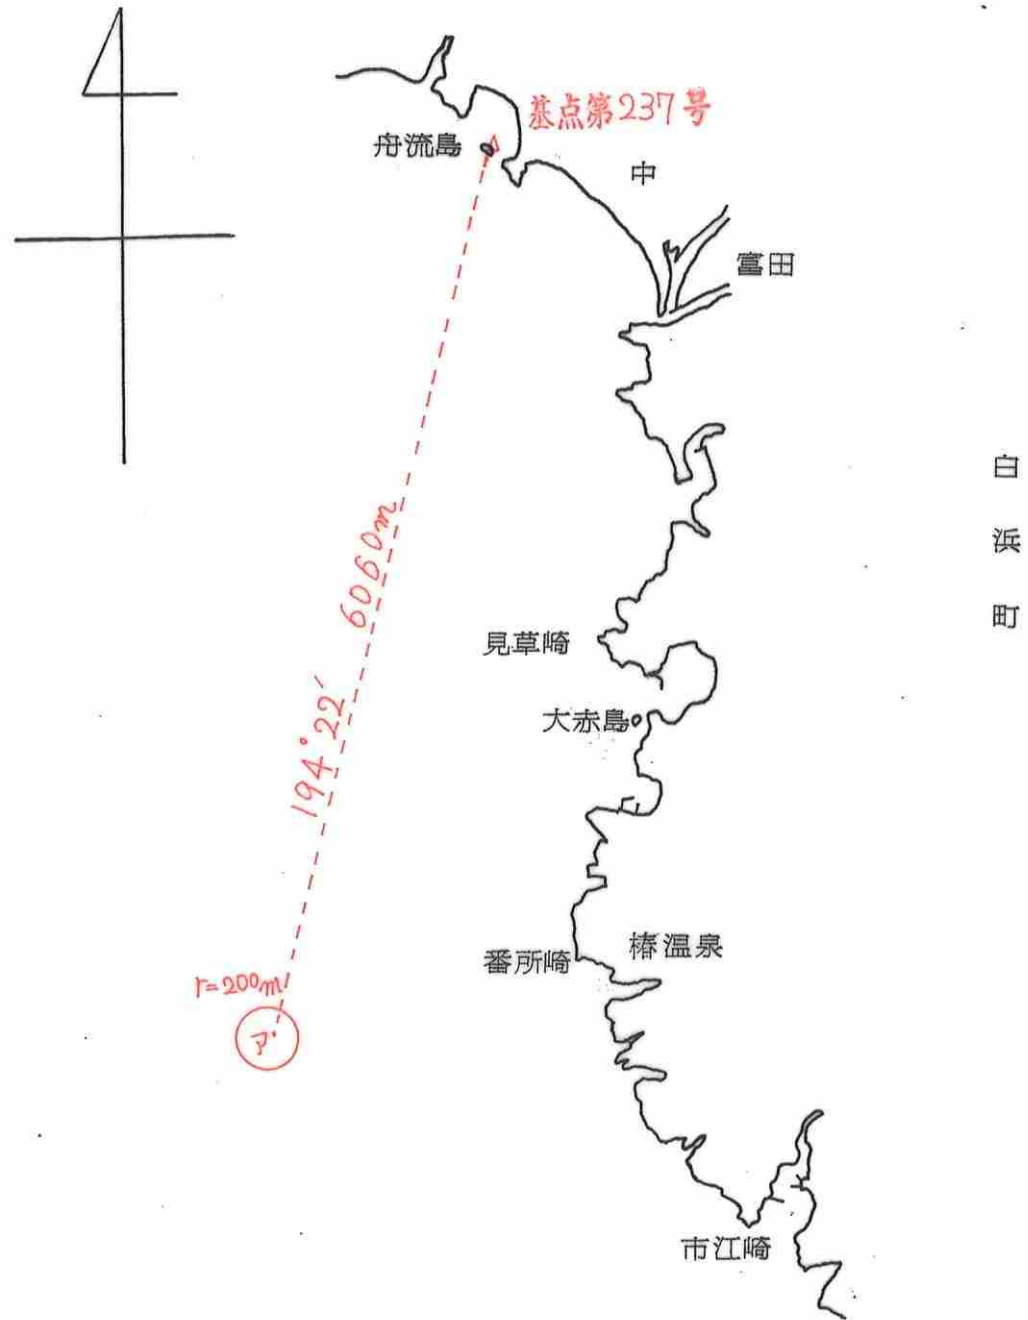 基点第237号
舟流島
中
富田
白浜町
6060m
見草崎
194°22′
大赤島
椿温泉
番所崎
r=200m
ア
市江崎